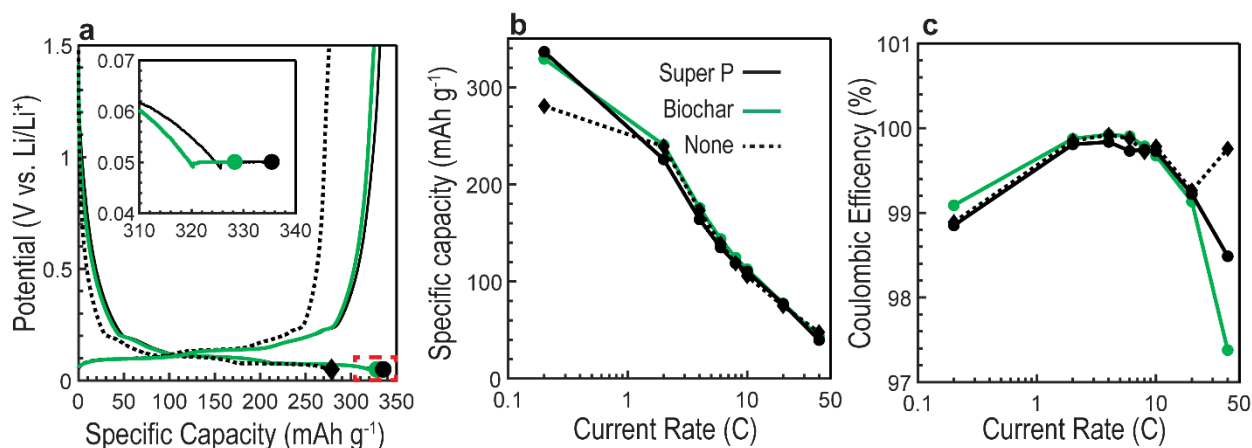 a
Potential (V vs. Li/Li⁺)
1.5
1
0.5
0
0.07
0.06
0.05
0.04
310 320 330 340
0 50 100 150 200 250 300 350
Specific Capacity (mAh g⁻¹)
b
Specific capacity (mAh g⁻¹)
300
200
100
0
Super P
Biochar
None
0.1 1 10 50
Current Rate (C)
c
Coulombic Efficency (%)
101
100
99
98
97
0.1 1 10 50
Current Rate (C)